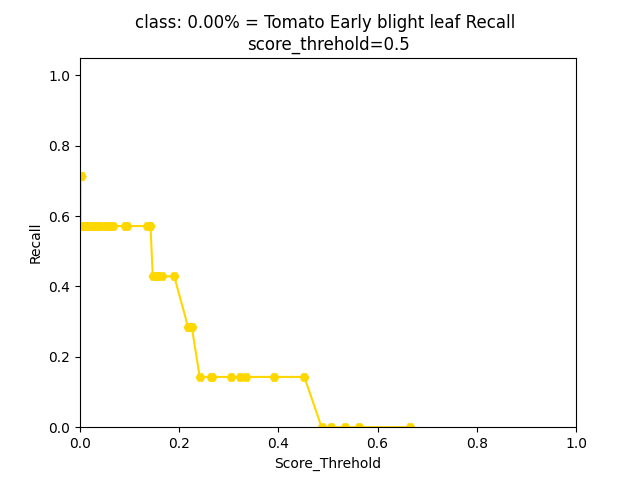 class: 0.00% = Tomato Early blight leaf Recall
score_threhold=0.5
1.0
0.8
Recall
0.6
0.4
0.2
0.0
0.0 0.2 0.4 0.6 0.8 1.0
Score_Threhold